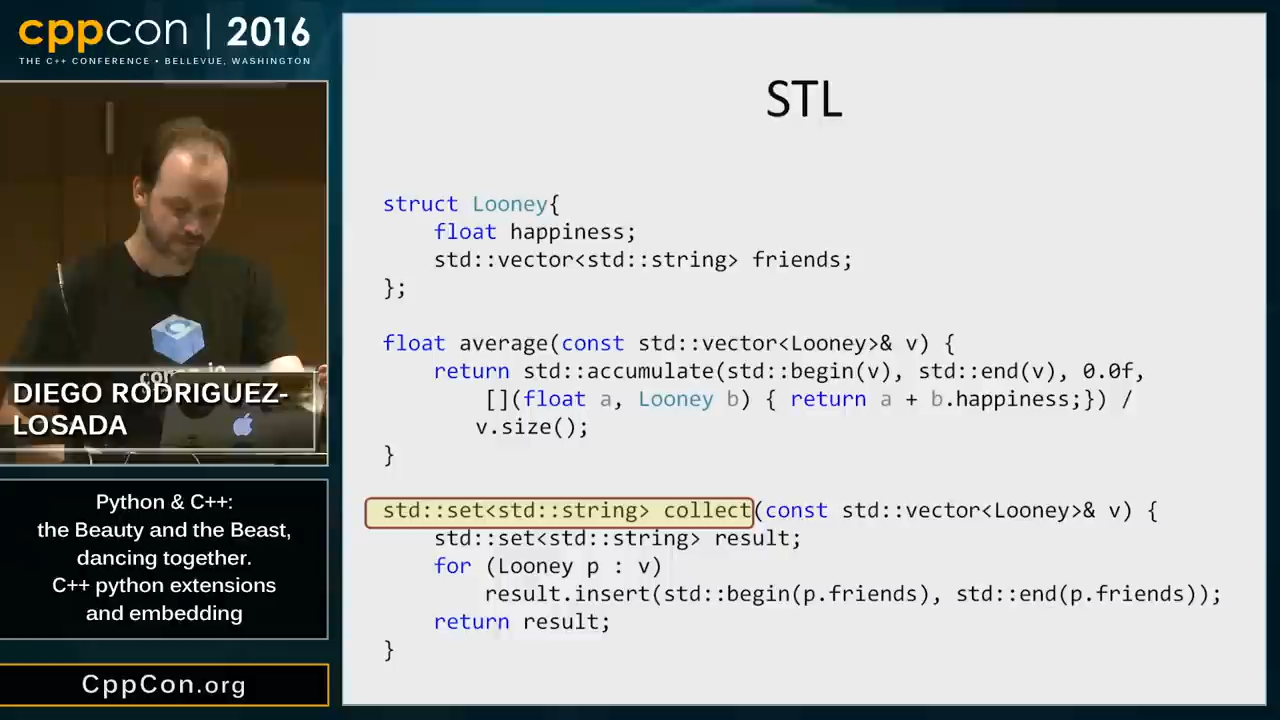 cppcon | 2016
THE C++ CONFERENCE • BELLEVUE, WASHINGTON
DIEGO RODRIGUEZ-
LOSADA
Python & C++:
the Beauty and the Beast,
dancing together.
C++ python extensions
and embedding
CppCon.org
STL
struct Looney{
float happiness;
std::vector<std::string> friends;
};
float average(const std::vector<Looney>& v) {
return std::accumulate(std::begin(v), std::end(v), 0.0f,
[](float a, Looney b) { return a + b.happiness;}) /
v.size();
}
std::set<std::string> collect(const std::vector<Looney>& v) {
std::set<std::string> result;
for (Looney p : v)
result.insert(std::begin(p.friends), std::end(p.friends));
return result;
}